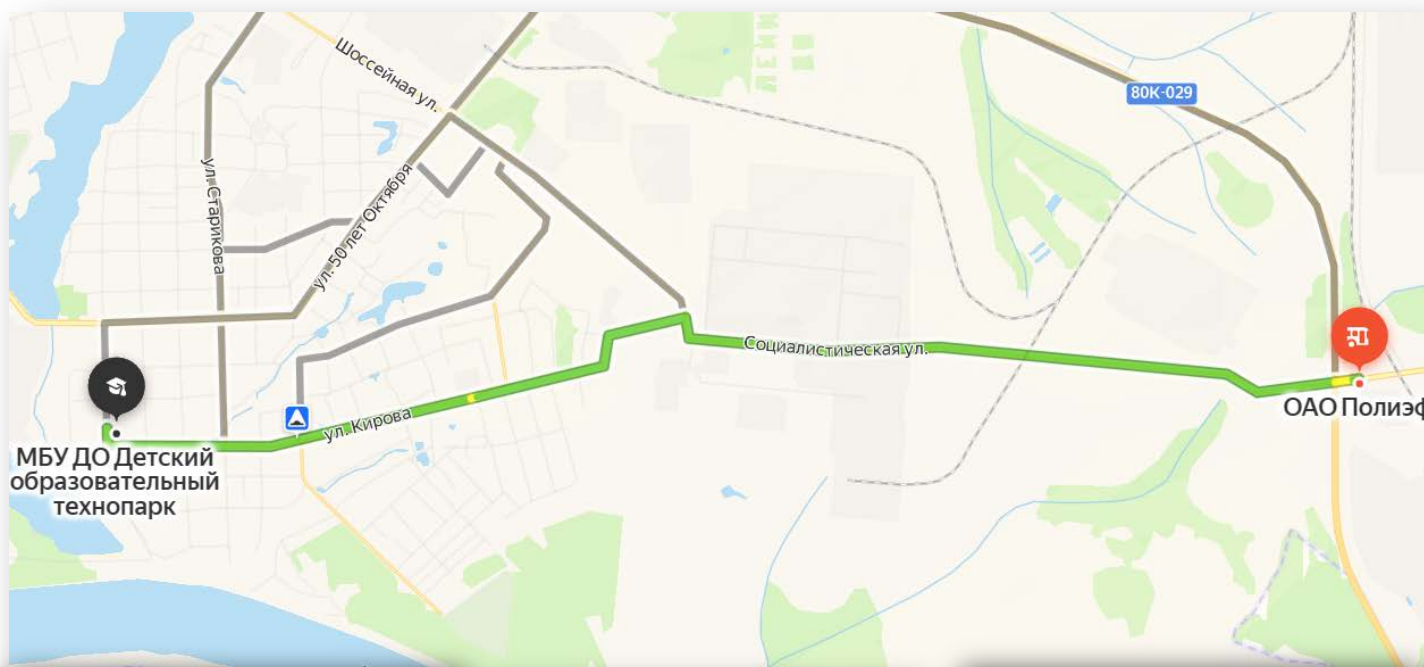 Шоссейная ул.
80К-029
ул. Старикова
ул. 50 лет Октября
Социалистическая ул.
ул. Кирова
ОАО Полиэф
МБУ ДО Детский
образовательный
технопарк